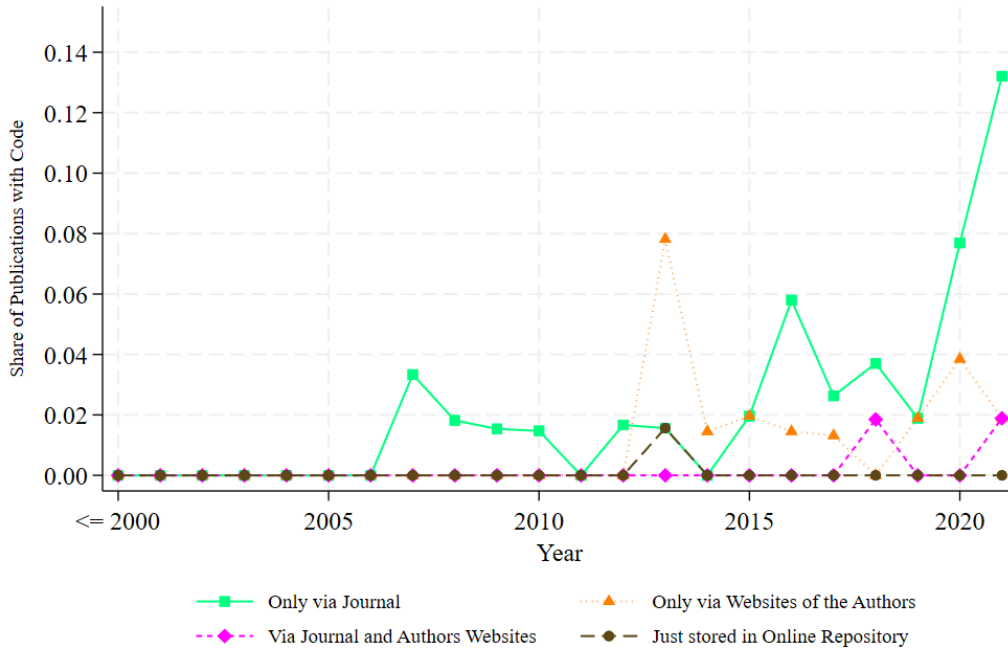 Share of Publications with Code
0.14
0.12
0.10
0.08
0.06
0.04
0.02
0.00
<= 2000 2005 2010 2015 2020
Year
Only via Journal Only via Websites of the Authors
Via Journal and Authors Websites Just stored in Online Repository